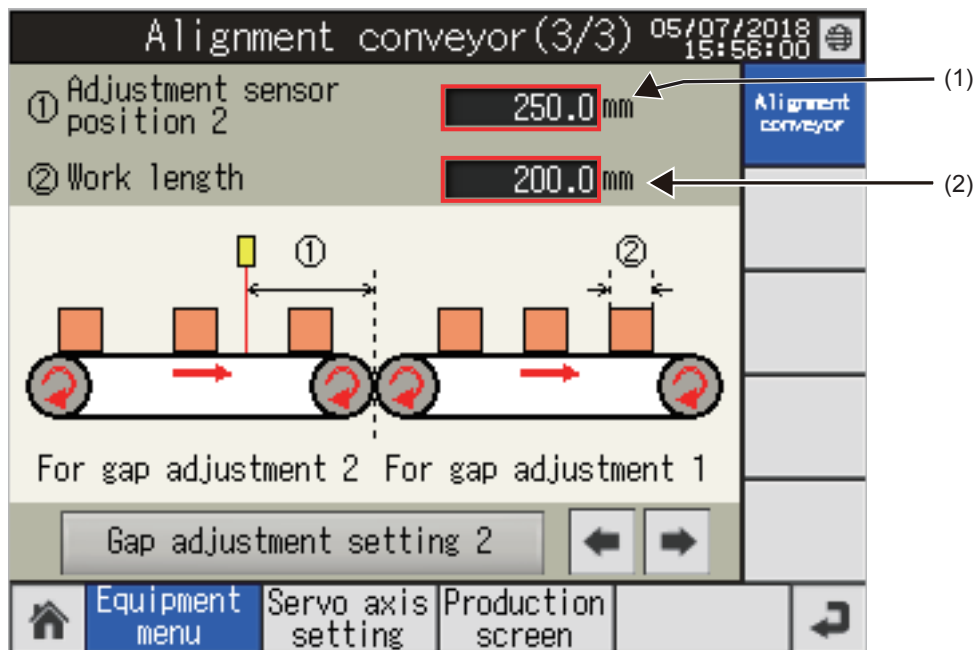 Alignment conveyor(3/3)
05/07/2018
15:56:00
① Adjustment sensor
position 2
250.0 mm
(1)
Alignment
conveyor
② Work length
200.0 mm
(2)
①
②
For gap adjustment 2
For gap adjustment 1
Gap adjustment setting 2
Equipment
menu
Servo axis
setting
Production
screen